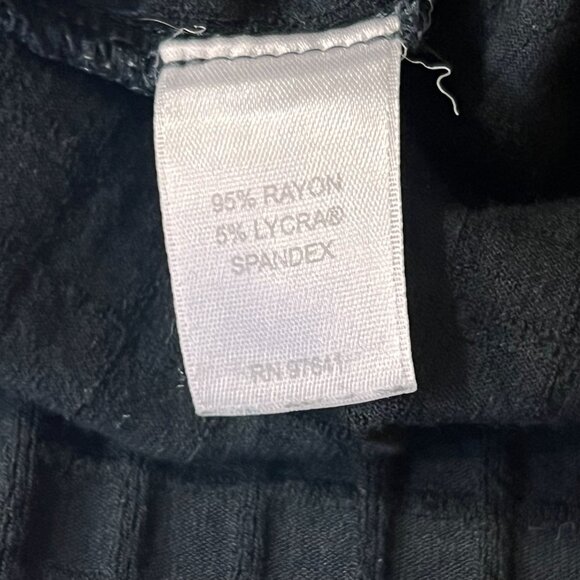 95% RAYON
5% LYCRA®
SPANDEX
RN 97641